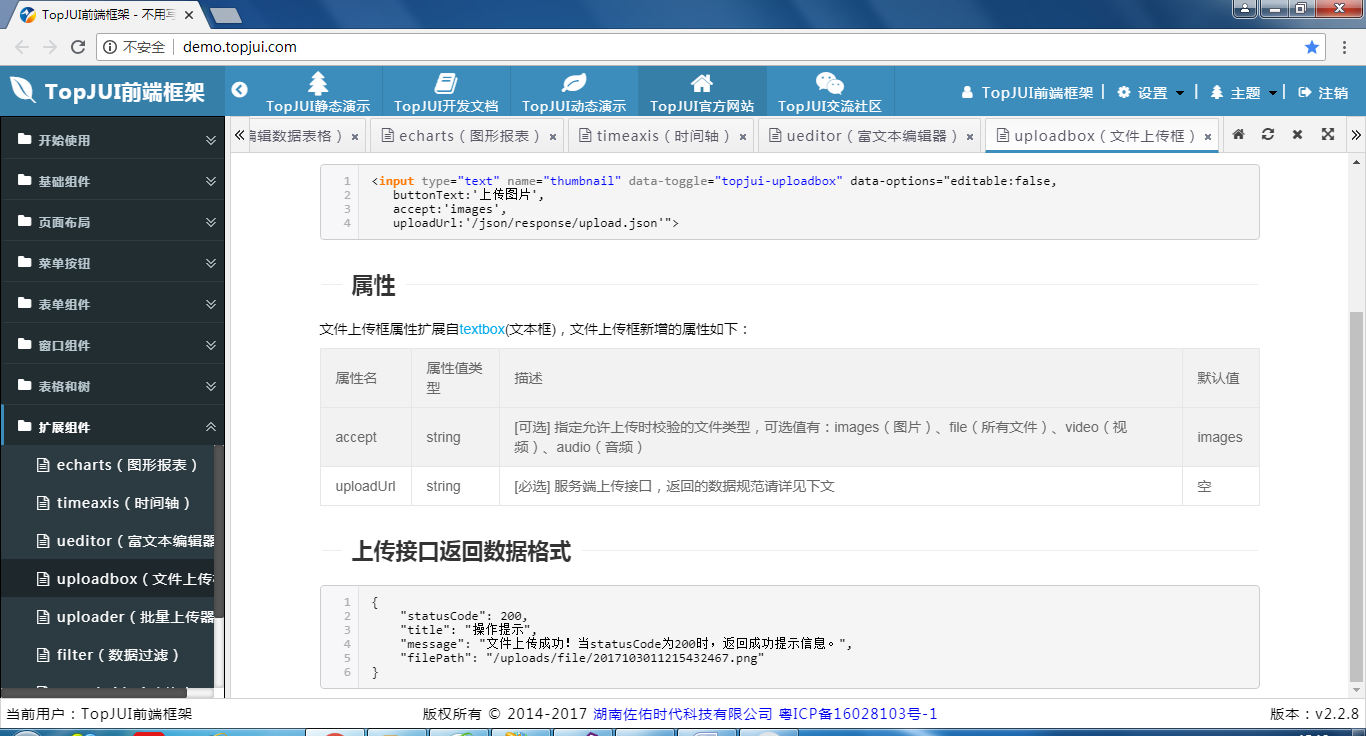 TopJUI前端框架 - 不用写
不安全 demo.topjui.com
TopJUI前端框架
TopJUI静态演示 TopJUI开发文档 TopJUI动态演示 TopJUI官方网站 TopJUI交流社区
TopJUI前端框架 设置 主题 注销
辑数据表格） echarts（图形报表） timeaxis（时间轴） ueditor（富文本编辑器） uploadbox（文件上传框）
开始使用
基础组件
页面布局
菜单按钮
表单组件
窗口组件
表格和树
扩展组件
echarts（图形报表）
timeaxis（时间轴）
ueditor（富文本编辑器
uploadbox（文件上传
uploader（批量上传器
filter（数据过滤）
1 <input type="text" name="thumbnail" data-toggle="topjui-uploadbox" data-options="editable:false,
2 buttonText:'上传图片',
3 accept:'images',
4 uploadUrl:'/json/response/upload.json'">
属性
文件上传框属性扩展自textbox(文本框)，文件上传框新增的属性如下：
属性名 属性值类型 描述 默认值
accept string [可选] 指定允许上传时校验的文件类型，可选值有：images（图片）、file（所有文件）、video（视
频）、audio（音频） images
uploadUrl string [必选] 服务端上传接口，返回的数据规范请详见下文 空
上传接口返回数据格式
1 {
2 "statusCode": 200,
3 "title": "操作提示",
4 "message": "文件上传成功！当statusCode为200时，返回成功提示信息。",
5 "filePath": "/uploads/file/2017103011215432467.png"
6 }
当前用户：TopJUI前端框架 版权所有 © 2014-2017 湖南佐佑时代科技有限公司 粤ICP备16028103号-1 版本：v2.2.8